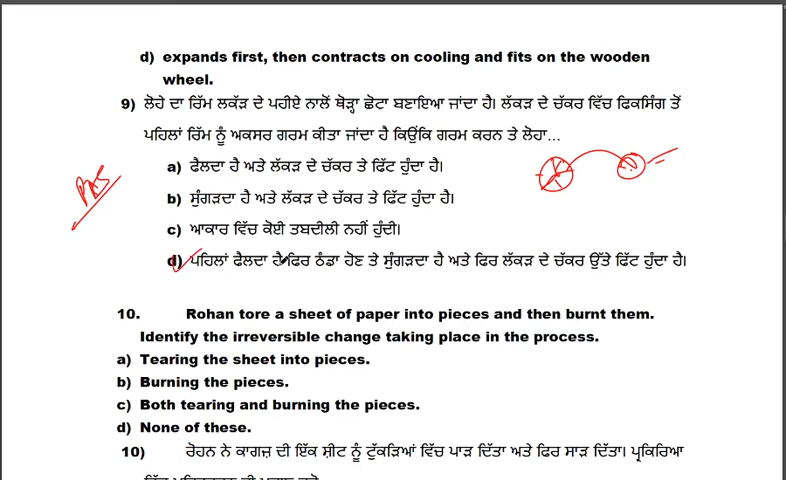 d) expands first, then contracts on cooling and fits on the wooden
wheel.
9) ਲੋਹੇ ਦਾ ਰਿੱਮ ਲਕੱੜ ਦੇ ਪਹੀਏ ਨਾਲੋਂ ਥੋੜ੍ਹਾ ਛੋਟਾ ਬਣਾਇਆ ਜਾਂਦਾ ਹੈ। ਲੱਕੜ ਦੇ ਚੱਕਰ ਵਿੱਚ ਫਿਕਸਿੰਗ ਤੋਂ
ਪਹਿਲਾਂ ਰਿੱਮ ਨੂੰ ਅਕਸਰ ਗਰਮ ਕੀਤਾ ਜਾਂਦਾ ਹੈ ਕਿਉਂਕਿ ਗਰਮ ਕਰਨ ਤੇ ਲੋਹਾ...
a) ਫੈਲਦਾ ਹੈ ਅਤੇ ਲੱਕੜ ਦੇ ਚੱਕਰ ਤੇ ਫਿੱਟ ਹੁੰਦਾ ਹੈ।
b) ਸੁੰਗੜਦਾ ਹੈ ਅਤੇ ਲੱਕੜ ਦੇ ਚੱਕਰ ਤੇ ਫਿੱਟ ਹੁੰਦਾ ਹੈ।
c) ਆਕਾਰ ਵਿੱਚ ਕੋਈ ਤਬਦੀਲੀ ਨਹੀਂ ਹੁੰਦੀ।
d) ਪਹਿਲਾਂ ਫੈਲਦਾ ਹੈ ਫਿਰ ਠੰਡਾ ਹੋਣ ਤੇ ਸੁੰਗੜਦਾ ਹੈ ਅਤੇ ਫਿਰ ਲੱਕੜ ਦੇ ਚੱਕਰ ਉੱਤੇ ਫਿੱਟ ਹੁੰਦਾ ਹੈ।
10. Rohan tore a sheet of paper into pieces and then burnt them.
Identify the irreversible change taking place in the process.
a) Tearing the sheet into pieces.
b) Burning the pieces.
c) Both tearing and burning the pieces.
d) None of these.
10) ਰੋਹਨ ਨੇ ਕਾਗਜ਼ ਦੀ ਇੱਕ ਸ਼ੀਟ ਨੂੰ ਟੁੱਕੜਿਆਂ ਵਿੱਚ ਪਾੜ ਦਿੱਤਾ ਅਤੇ ਫਿਰ ਸਾੜ ਦਿੱਤਾ। ਪ੍ਰਕਿਰਿਆ